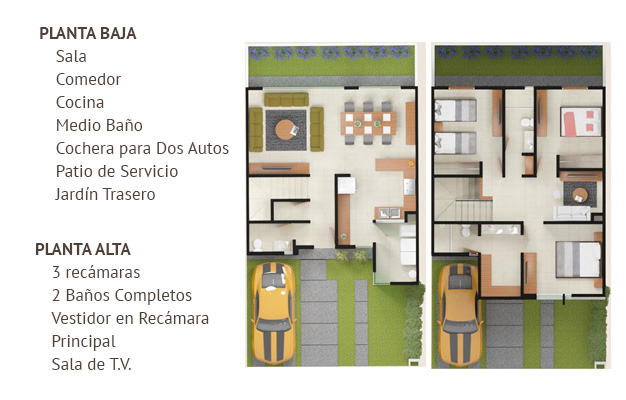 PLANTA BAJA
Sala
Comedor
Cocina
Medio Baño
Cochera para Dos Autos
Patio de Servicio
Jardín Trasero
PLANTA ALTA
3 recámaras
2 Baños Completos
Vestidor en Recámara
Principal
Sala de T.V.